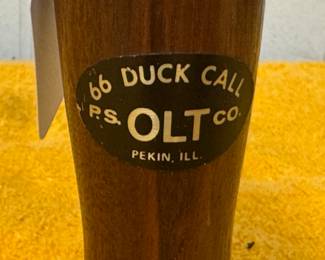 66 DUCK CALL
P.S. OLT CO.
PEKIN, ILL.